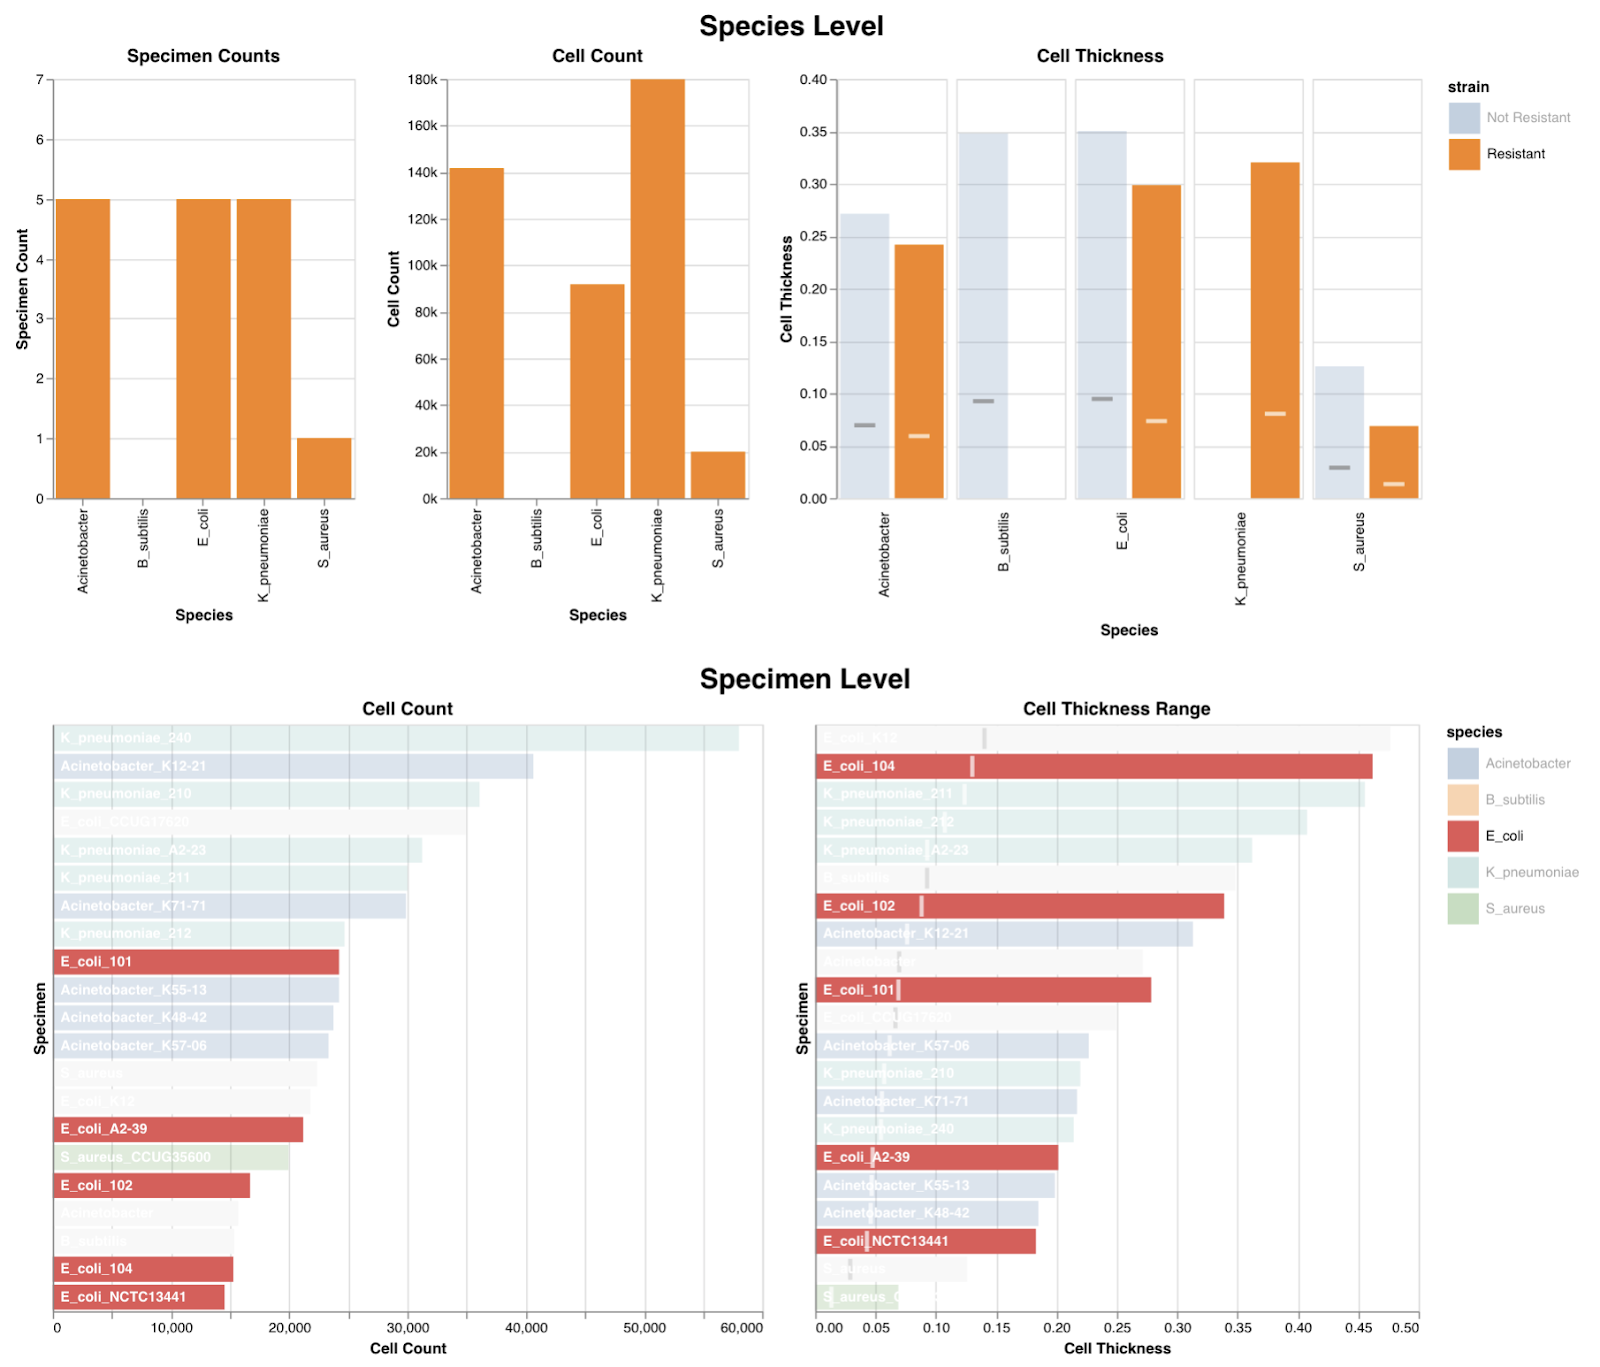 Species Level
Specimen Counts
Cell Count
Cell Thickness
7
6
5
4
3
2
1
0
Specimen Count
Acinetobacter
B_subtilis
E_coli
K_pneumoniae
S_aureus
Species
180k
160k
140k
120k
100k
80k
60k
40k
20k
0k
Cell Count
Acinetobacter
B_subtilis
E_coli
K_pneumoniae
S_aureus
Species
0.40
0.35
0.30
0.25
0.20
0.15
0.10
0.05
0.00
Cell Thickness
Acinetobacter
B_subtilis
E_coli
K_pneumoniae
S_aureus
Species
strain
Not Resistant
Resistant
Specimen Level
Cell Count
Specimen
K_pneumoniae_240
Acinetobacter_K12-21
K_pneumoniae_210
E_coli_CCUG17620
K_pneumoniae_A2-23
K_pneumoniae_211
Acinetobacter_K71-71
K_pneumoniae_212
E_coli_101
Acinetobacter_K55-13
Acinetobacter_K48-42
Acinetobacter_K57-06
S_aureus
E_coli_K12
E_coli_A2-39
S_aureus_CCUG35600
E_coli_102
Acinetobacter
B_subtilis
E_coli_104
E_coli_NCTC13441
0 10,000 20,000 30,000 40,000 50,000 60,000
Cell Count
Cell Thickness Range
Specimen
E_coli_K12
E_coli_104
K_pneumoniae_211
K_pneumoniae_212
K_pneumoniae_A2-23
B_subtilis
E_coli_102
Acinetobacter_K12-21
Acinetobacter
E_coli_101
E_coli_CCUG17620
Acinetobacter_K57-06
K_pneumoniae_210
Acinetobacter_K71-71
K_pneumoniae_240
E_coli_A2-39
Acinetobacter_K55-13
Acinetobacter_K48-42
E_coli_NCTC13441
S_aureus
0.00 0.05 0.10 0.15 0.20 0.25 0.30 0.35 0.40 0.45 0.50
Cell Thickness
species
Acinetobacter
B_subtilis
E_coli
K_pneumoniae
S_aureus